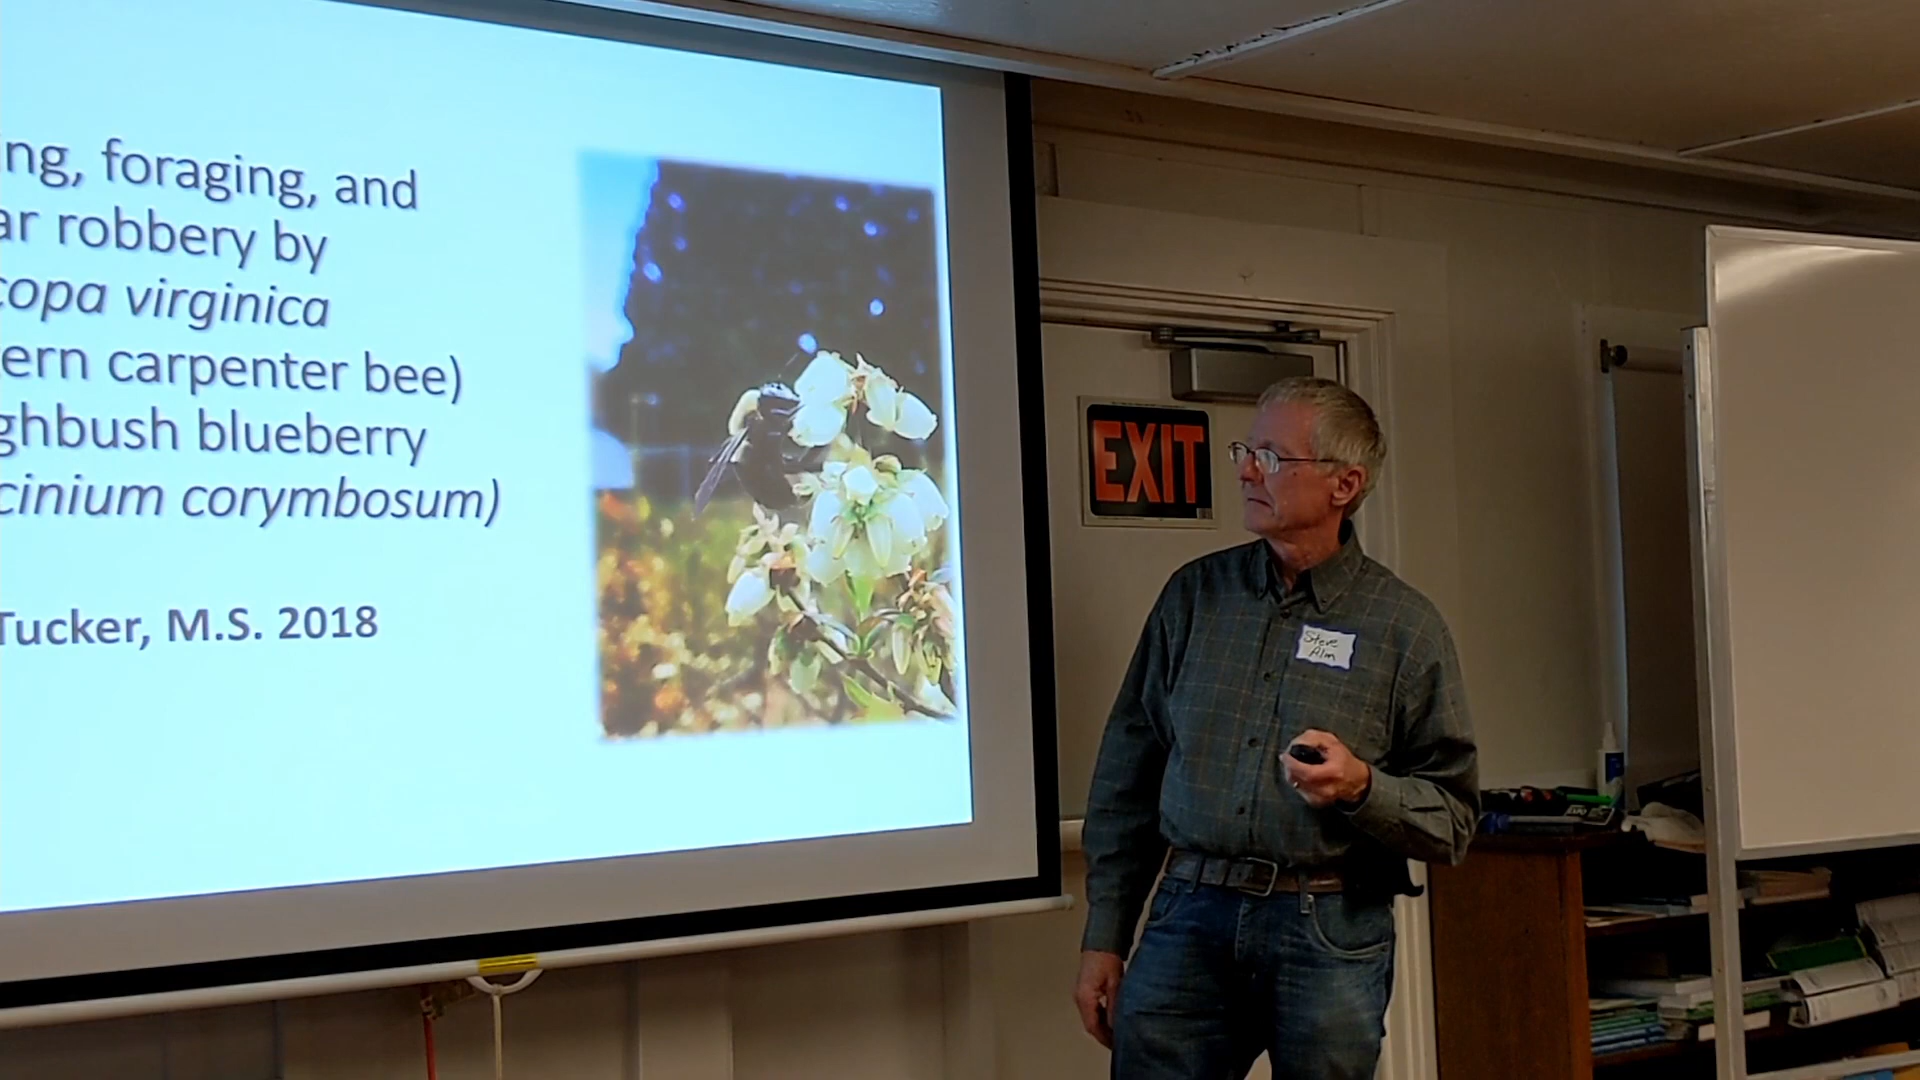 ing, foraging, and
ar robbery by
copa virginica
ern carpenter bee)
ghbush blueberry
cinium corymbosum)
Tucker, M.S. 2018
EXIT
Steve
Alm